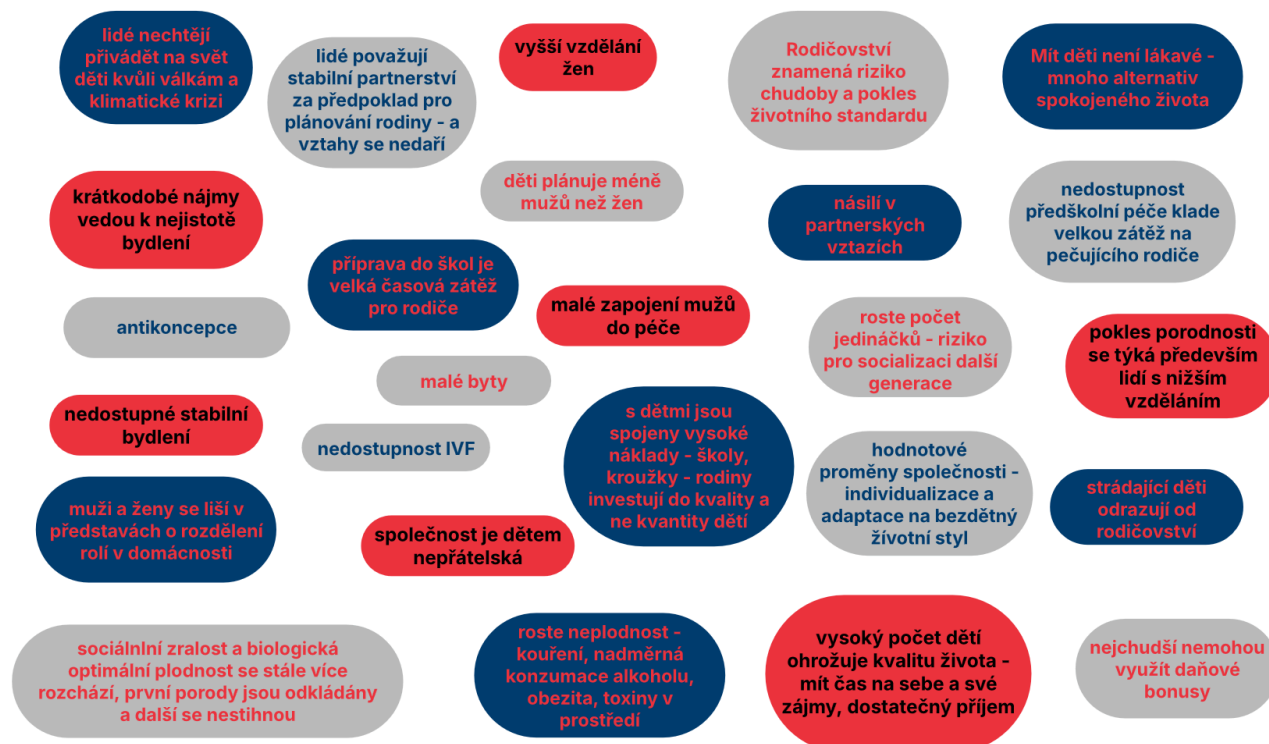 lidé nechtějí
přivádět na svět
děti kvůli válkám a
klimatické krizi
lidé považují
stabilní partnerství
za předpoklad pro
plánování rodiny - a
vztahy se nedaří
vyšší vzdělání
žen
Rodičovství
znamená riziko
chudoby a pokles
životního standardu
Mít děti není lákavé -
mnoho alternativ
spokojeného života
krátkodobé nájmy
vedou k nejistotě
bydlení
děti plánuje méně
mužů než žen
násilí v
partnerských
vztazích
nedostupnost
předškolní péče klade
velkou zátěž na
pečujícího rodiče
příprava do škol je
velká časová zátěž
pro rodiče
antikoncepce
malé zapojení mužů
do péče
roste počet
jedináčků - riziko
pro socializaci další
generace
pokles porodnosti
se týká především
lidí s nižším
vzděláním
malé byty
nedostupné stabilní
bydlení
nedostupnost IVF
s dětmi jsou
spojeny vysoké
náklady - školy,
kroužky - rodiny
investují do kvality a
ne kvantity dětí
hodnotové
proměny společnosti -
individualizace a
adaptace na bezdětný
žívotní styl
strádající děti
odrazují od
rodičovství
muži a ženy se liší v
představách o rozdělení
rolí v domácnosti
společnost je dětem
nepřátelská
sociálnlní zralost a biologická
optimální plodnost se stále více
rozchází, první porody jsou odkládány
a další se nestihnou
roste neplodnost -
kouření, nadměrná
konzumace alkoholu,
obezita, toxiny v
prostředí
vysoký počet dětí
ohrožuje kvalitu života -
mít čas na sebe a své
zájmy, dostatečný příjem
nejchudší nemohou
využít daňové
bonusy